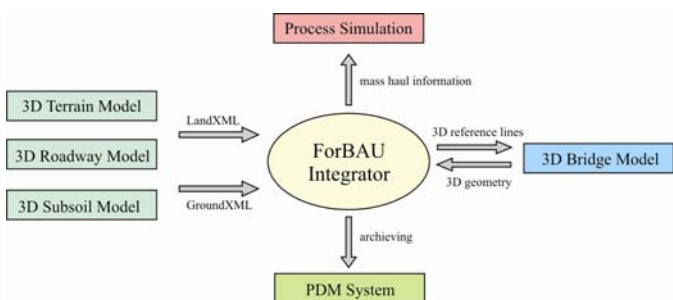 Process Simulation
mass haul information
3D Terrain Model
LandXML
3D Roadway Model
ForBAU
Integrator
3D reference lines
3D Bridge Model
3D geometry
3D Subsoil Model
GroundXML
archieving
PDM System